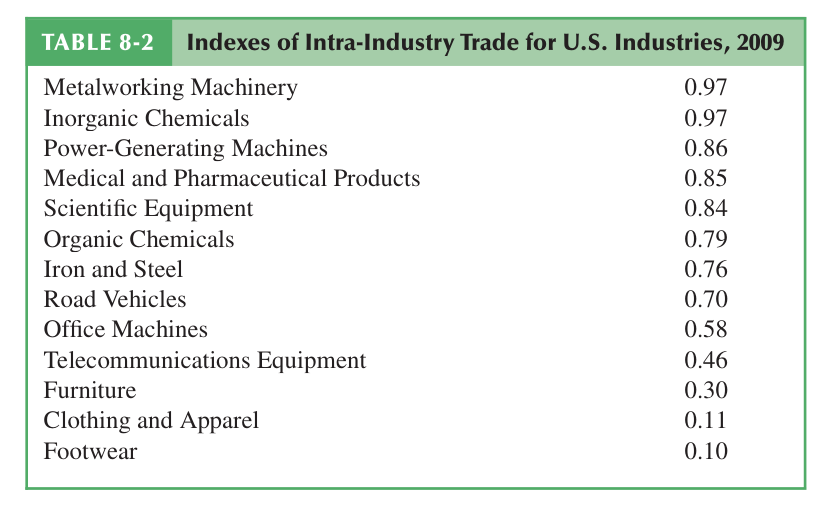 TABLE 8-2 Indexes of Intra-Industry Trade for U.S. Industries, 2009
Metalworking Machinery 0.97
Inorganic Chemicals 0.97
Power-Generating Machines 0.86
Medical and Pharmaceutical Products 0.85
Scientific Equipment 0.84
Organic Chemicals 0.79
Iron and Steel 0.76
Road Vehicles 0.70
Office Machines 0.58
Telecommunications Equipment 0.46
Furniture 0.30
Clothing and Apparel 0.11
Footwear 0.10